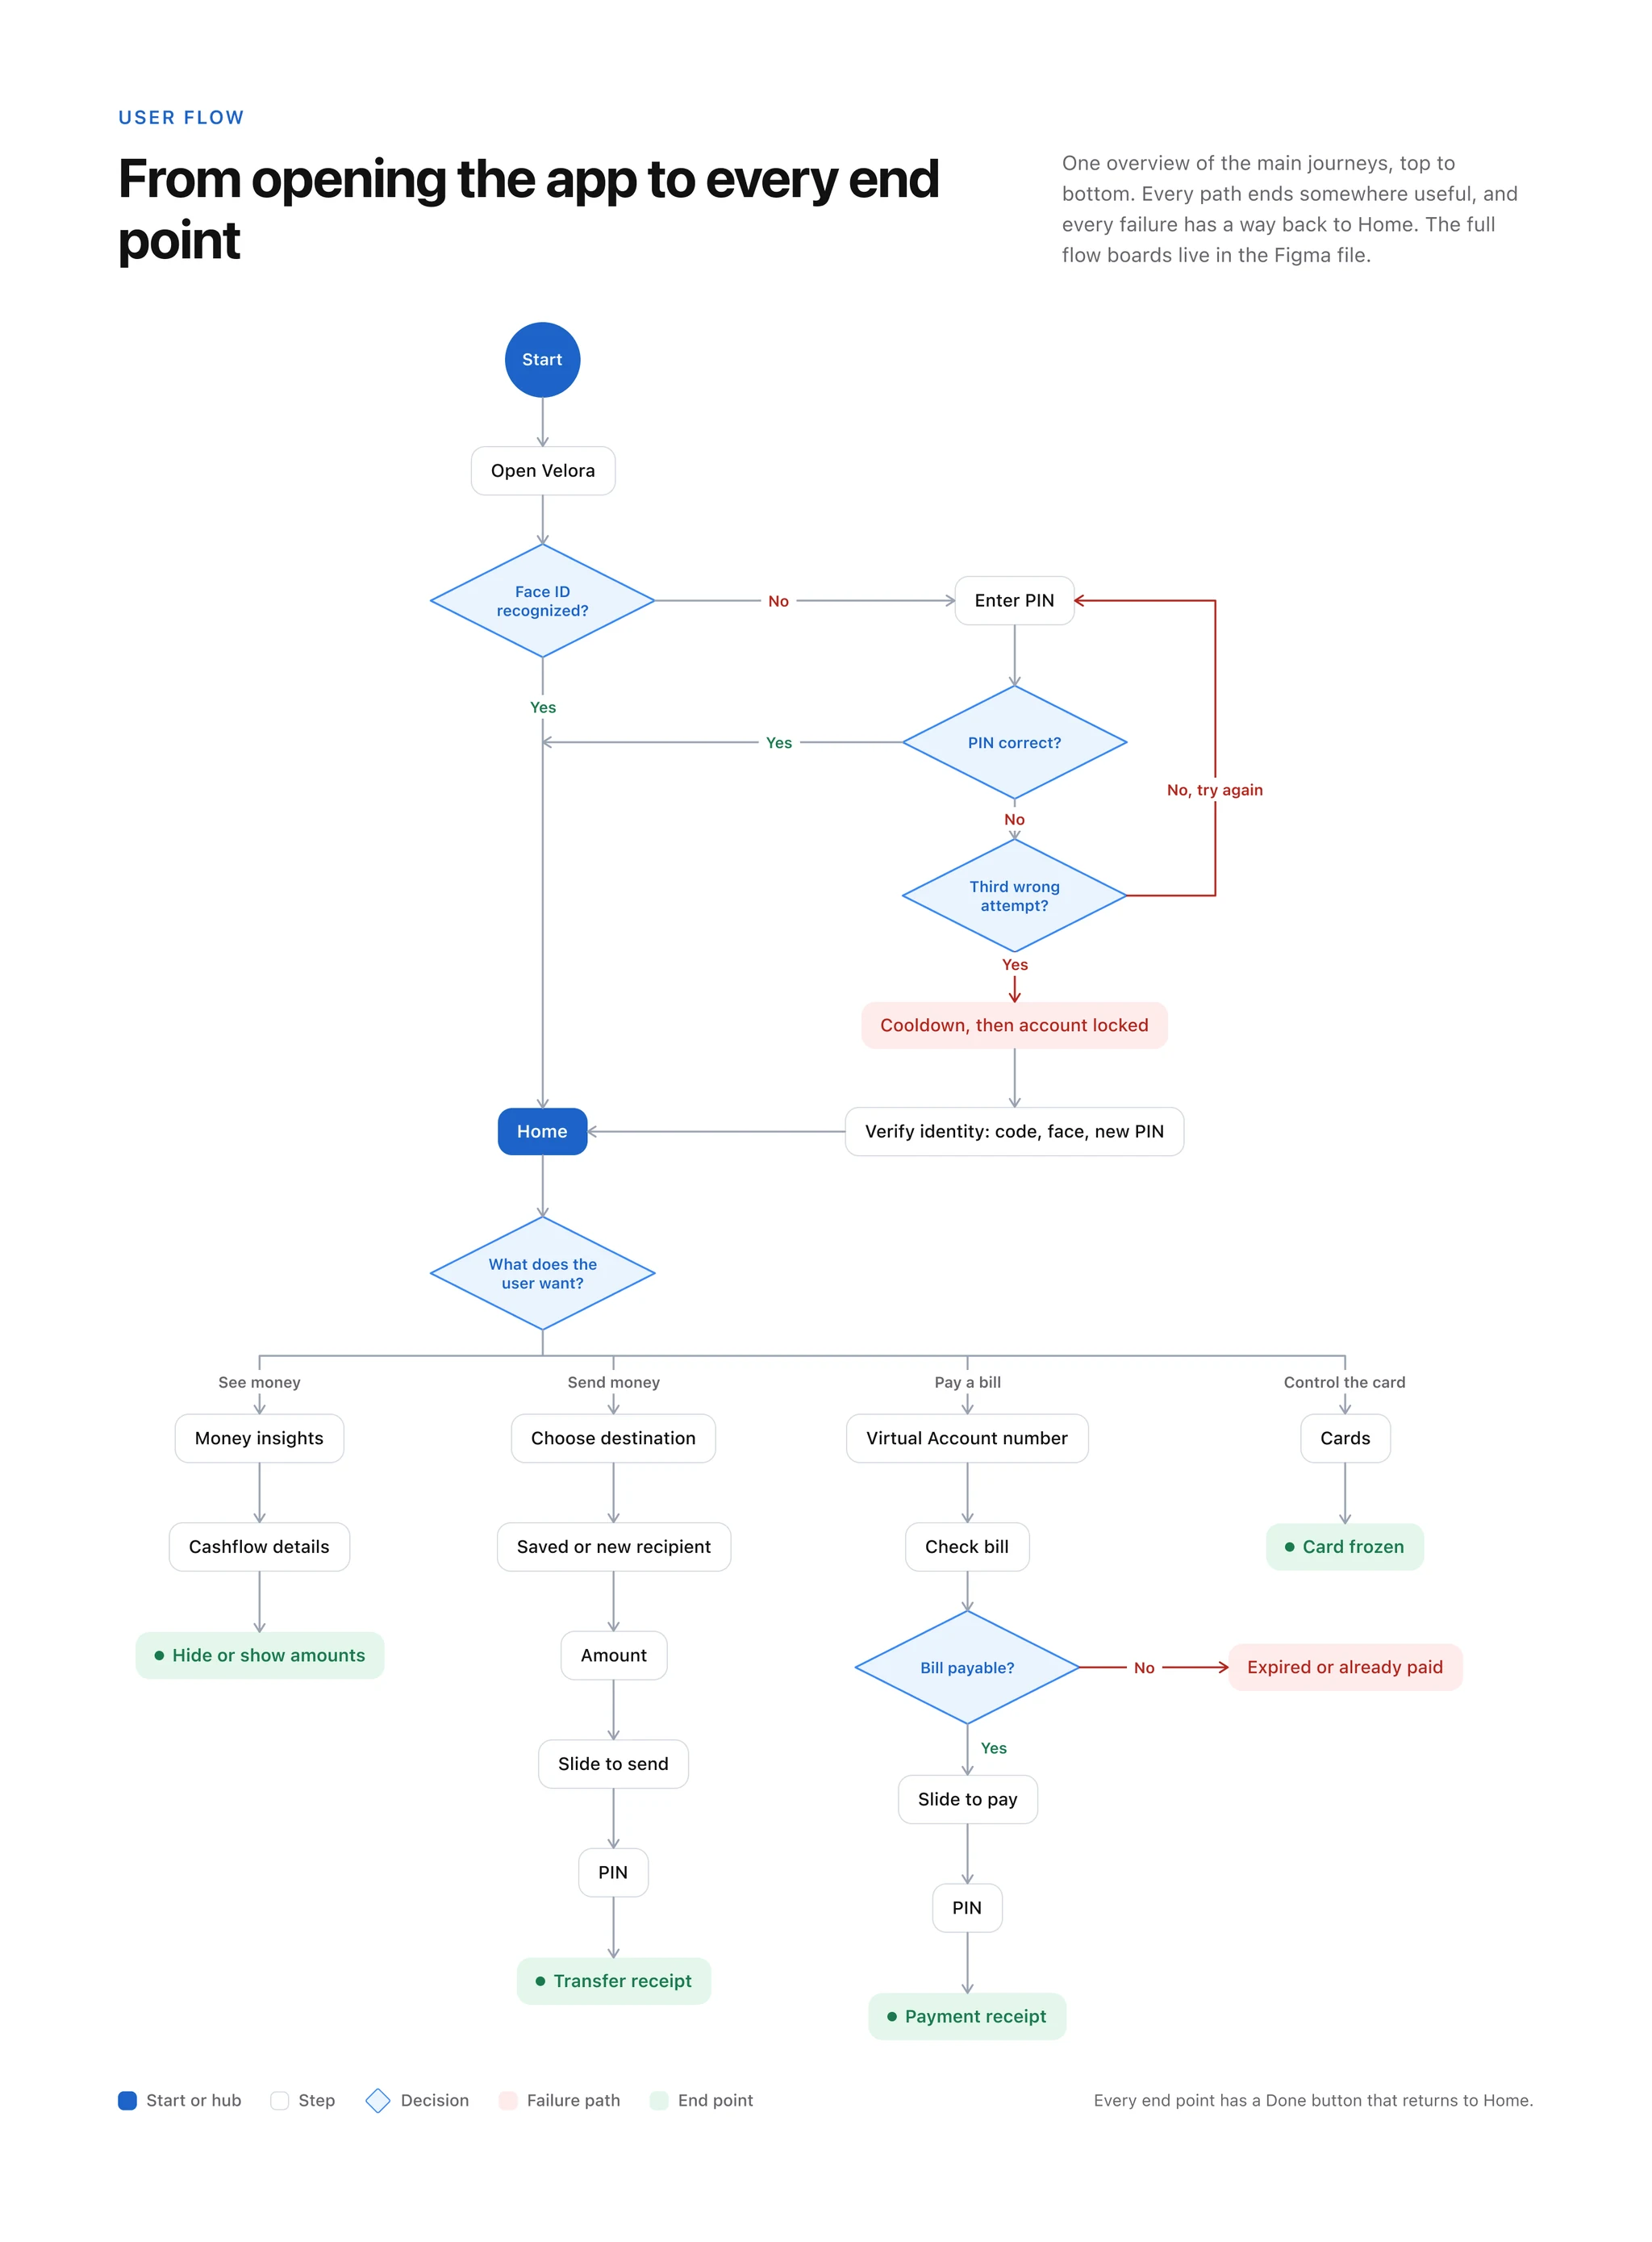 USER FLOW
From opening the app to every end
point
One overview of the main journeys, top to
bottom. Every path ends somewhere useful, and
every failure has a way back to Home. The full
flow boards live in the Figma file.
Start
Open Velora
Face ID
recognized?
No
Enter PIN
Yes
Yes
PIN correct?
No, try again
No
Third wrong
attempt?
Yes
Cooldown, then account locked
Home
Verify identity: code, face, new PIN
What does the
user want?
See money
Send money
Pay a bill
Control the card
Money insights
Choose destination
Virtual Account number
Cards
Cashflow details
Saved or new recipient
Check bill
Card frozen
Hide or show amounts
Amount
Bill payable?
No
Expired or already paid
Yes
Slide to send
Slide to pay
PIN
PIN
Transfer receipt
Payment receipt
Start or hub
Step
Decision
Failure path
End point
Every end point has a Done button that returns to Home.